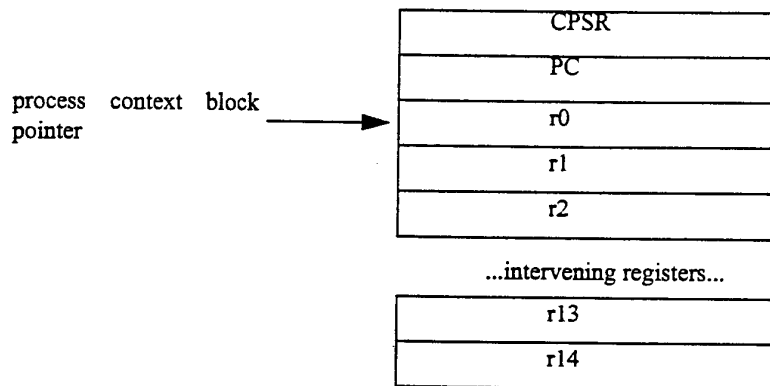 CPSR
PC
process context block
pointer
r0
r1
r2
...intervening registers...
r13
r14